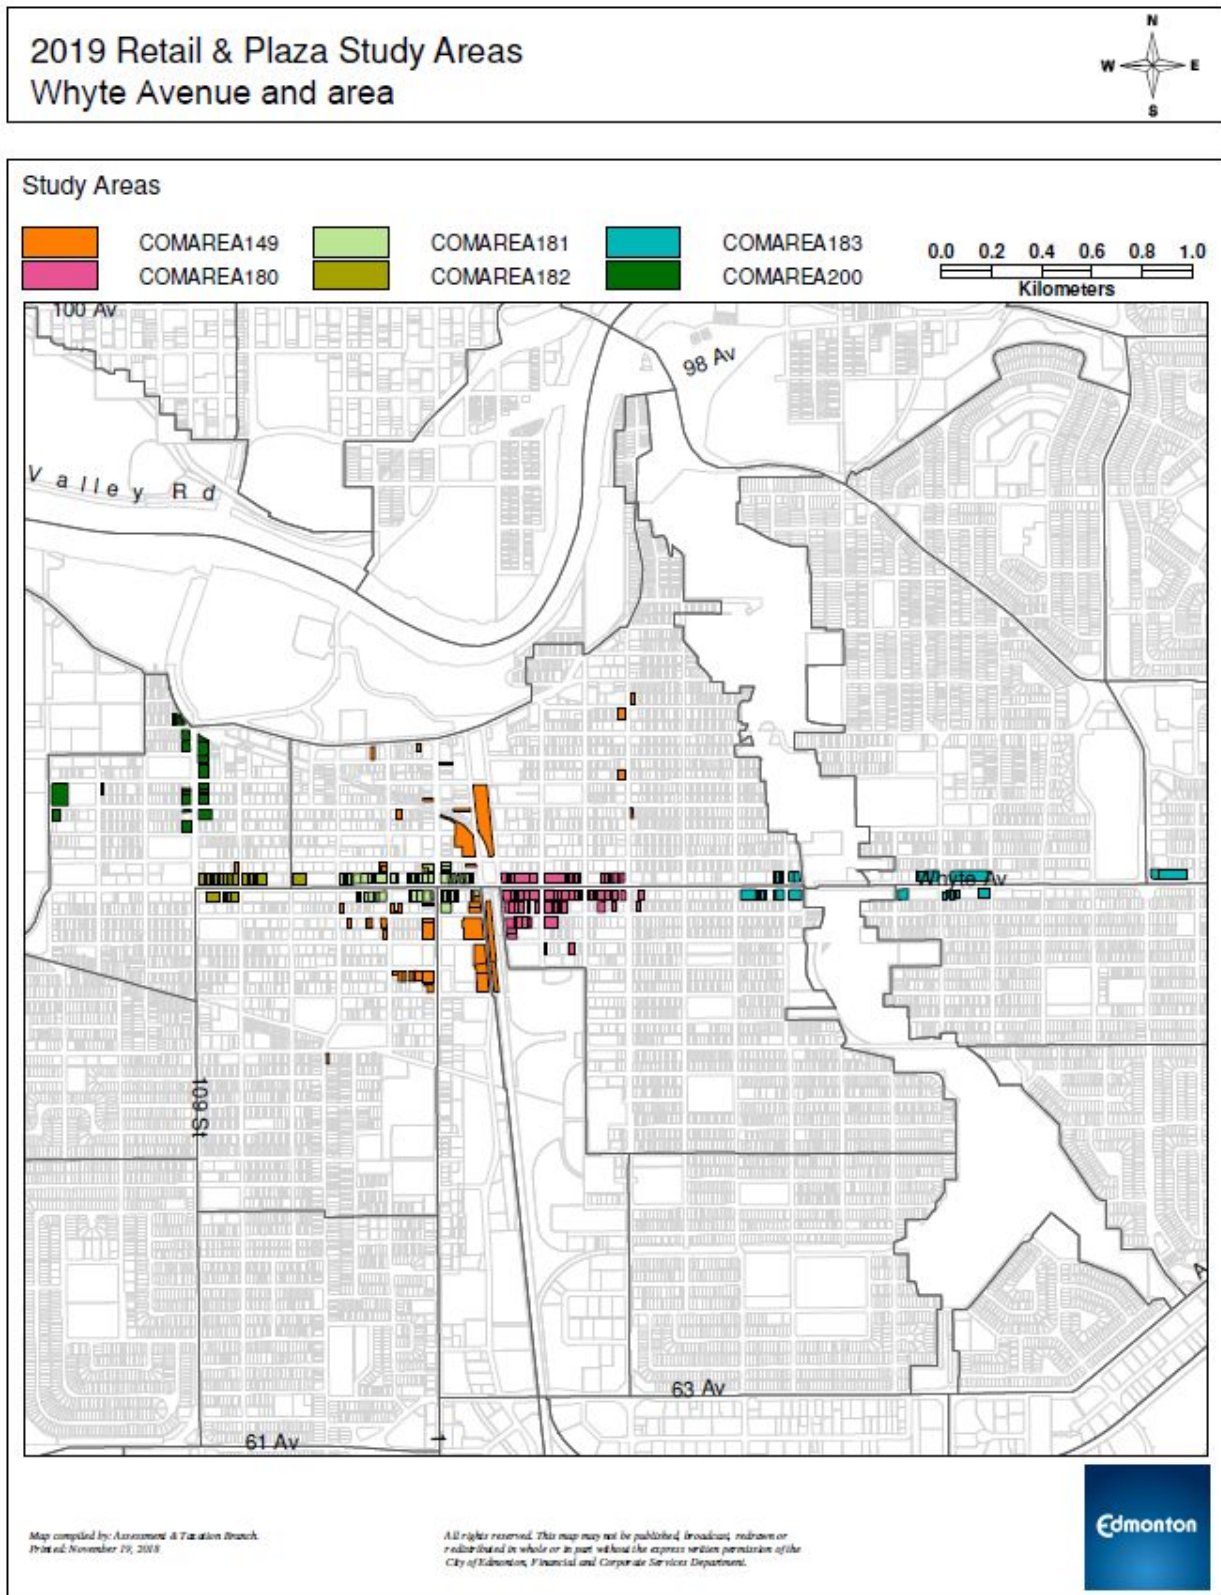 2019 Retail & Plaza Study Areas
Whyte Avenue and area
N
W E
S
Study Areas
COMAREA149 COMAREA181 COMAREA183
COMAREA180 COMAREA182 COMAREA200
0.0 0.2 0.4 0.6 0.8 1.0
Kilometers
100 Av
98 Av
Valley Rd
Whyte Av
109 St
A
63 Av
61 Av
1
Map compiled by: Assessment & Taxation Branch.
Printed: November 19, 2018
All rights reserved. This map may not be published, broadcast, redrawn or
redistributed in whole or in part without the express written permission of the
City of Edmonton, Financial and Corporate Services Department.
Edmonton